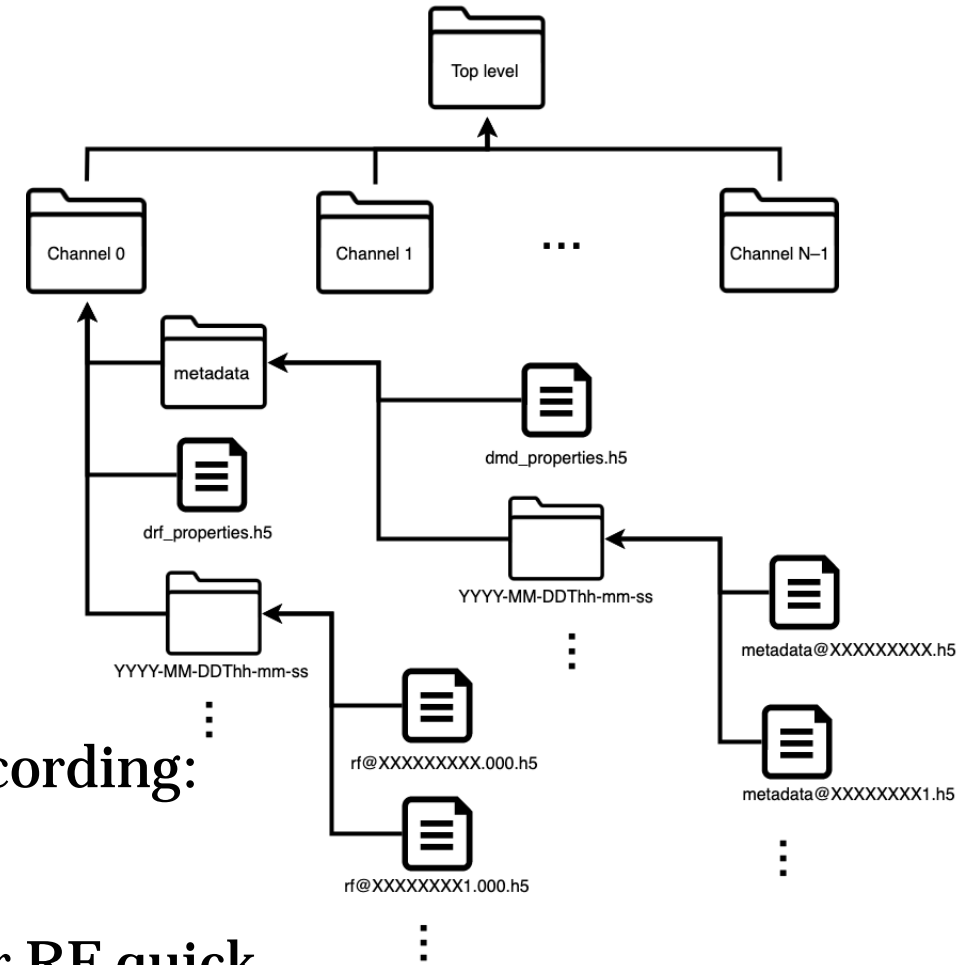 Top level
Channel 0
Channel 1
...
Channel N–1
metadata
dmd_properties.h5
drf_properties.h5
YYYY-MM-DDThh-mm-ss
metadata@XXXXXXXXX.h5
YYYY-MM-DDThh-mm-ss
metadata@XXXXXXXX1.h5
rf@XXXXXXXXX.000.h5
rf@XXXXXXXX1.000.h5
cording:
RF quick